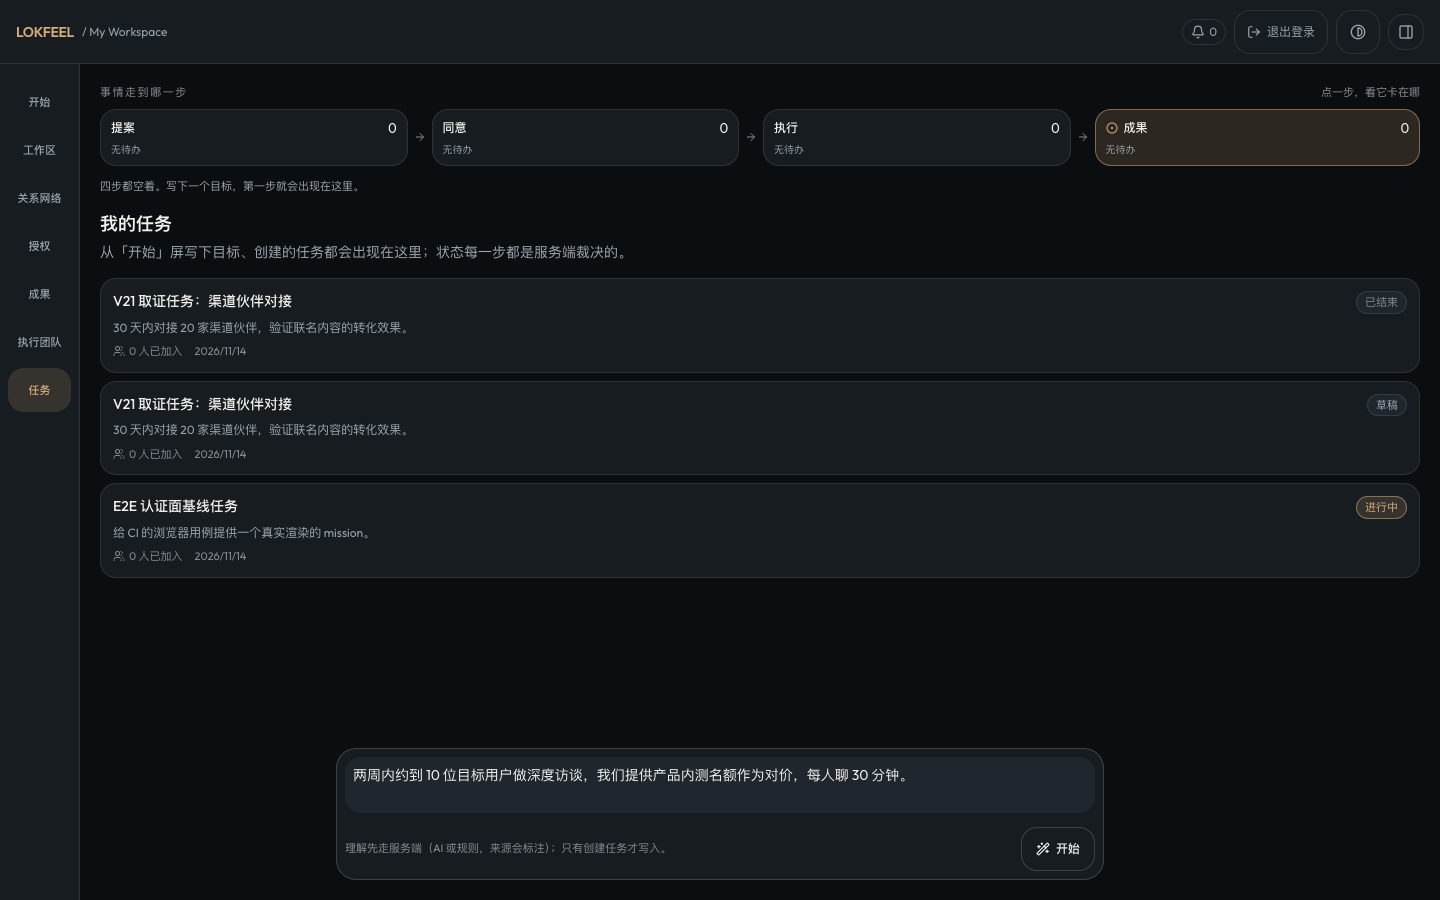 LOKFEEL / My Workspace
0
退出登录
开始
工作区
关系网络
授权
成果
执行团队
任务
事情走到哪一步
点一步，看它卡在哪
提案 0
无待办
同意 0
无待办
执行 0
无待办
成果 0
无待办
四步都空着。写下一个目标，第一步就会出现在这里。
我的任务
从「开始」屏写下目标、创建的任务都会出现在这里；状态每一步都是服务端裁决的。
V21 取证任务：渠道伙伴对接
已结束
30 天内对接 20 家渠道伙伴，验证联名内容的转化效果。
0 人已加入 2026/11/14
V21 取证任务：渠道伙伴对接
草稿
30 天内对接 20 家渠道伙伴，验证联名内容的转化效果。
0 人已加入 2026/11/14
E2E 认证面基线任务
进行中
给 CI 的浏览器用例提供一个真实渲染的 mission。
0 人已加入 2026/11/14
两周内约到 10 位目标用户做深度访谈，我们提供产品内测名额作为对价，每人聊 30 分钟。
理解先走服务端（AI 或规则，来源会标注）；只有创建任务才写入。
开始